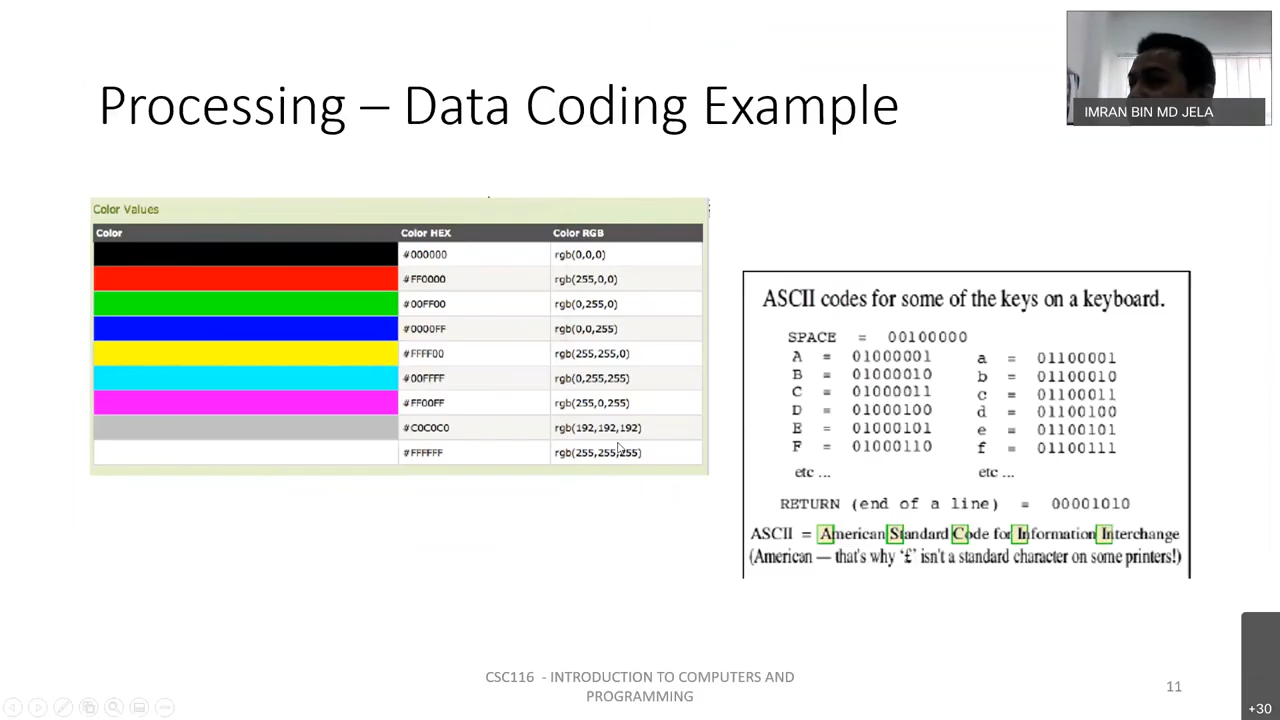 IMRAN BIN MD JELA
Processing – Data Coding Example
Color Values
Color Color HEX Color RGB
#000000 rgb(0,0,0)
#FF0000 rgb(255,0,0)
#00FF00 rgb(0,255,0)
#0000FF rgb(0,0,255)
#FFFF00 rgb(255,255,0)
#00FFFF rgb(0,255,255)
#FF00FF rgb(255,0,255)
#C0C0C0 rgb(192,192,192)
#FFFFFF rgb(255,255,255)
ASCII codes for some of the keys on a keyboard.
SPACE = 00100000
A = 01000001 a = 01100001
B = 01000010 b = 01100010
C = 01000011 c = 01100011
D = 01000100 d = 01100100
E = 01000101 e = 01100101
F = 01000110 f = 01100111
etc ... etc ...
RETURN (end of a line) = 00001010
ASCII = American Standard Code for Information Interchange
(American — that's why ‘£’ isn't a standard character on some printers!)
CSC116 - INTRODUCTION TO COMPUTERS AND
PROGRAMMING
11
+30